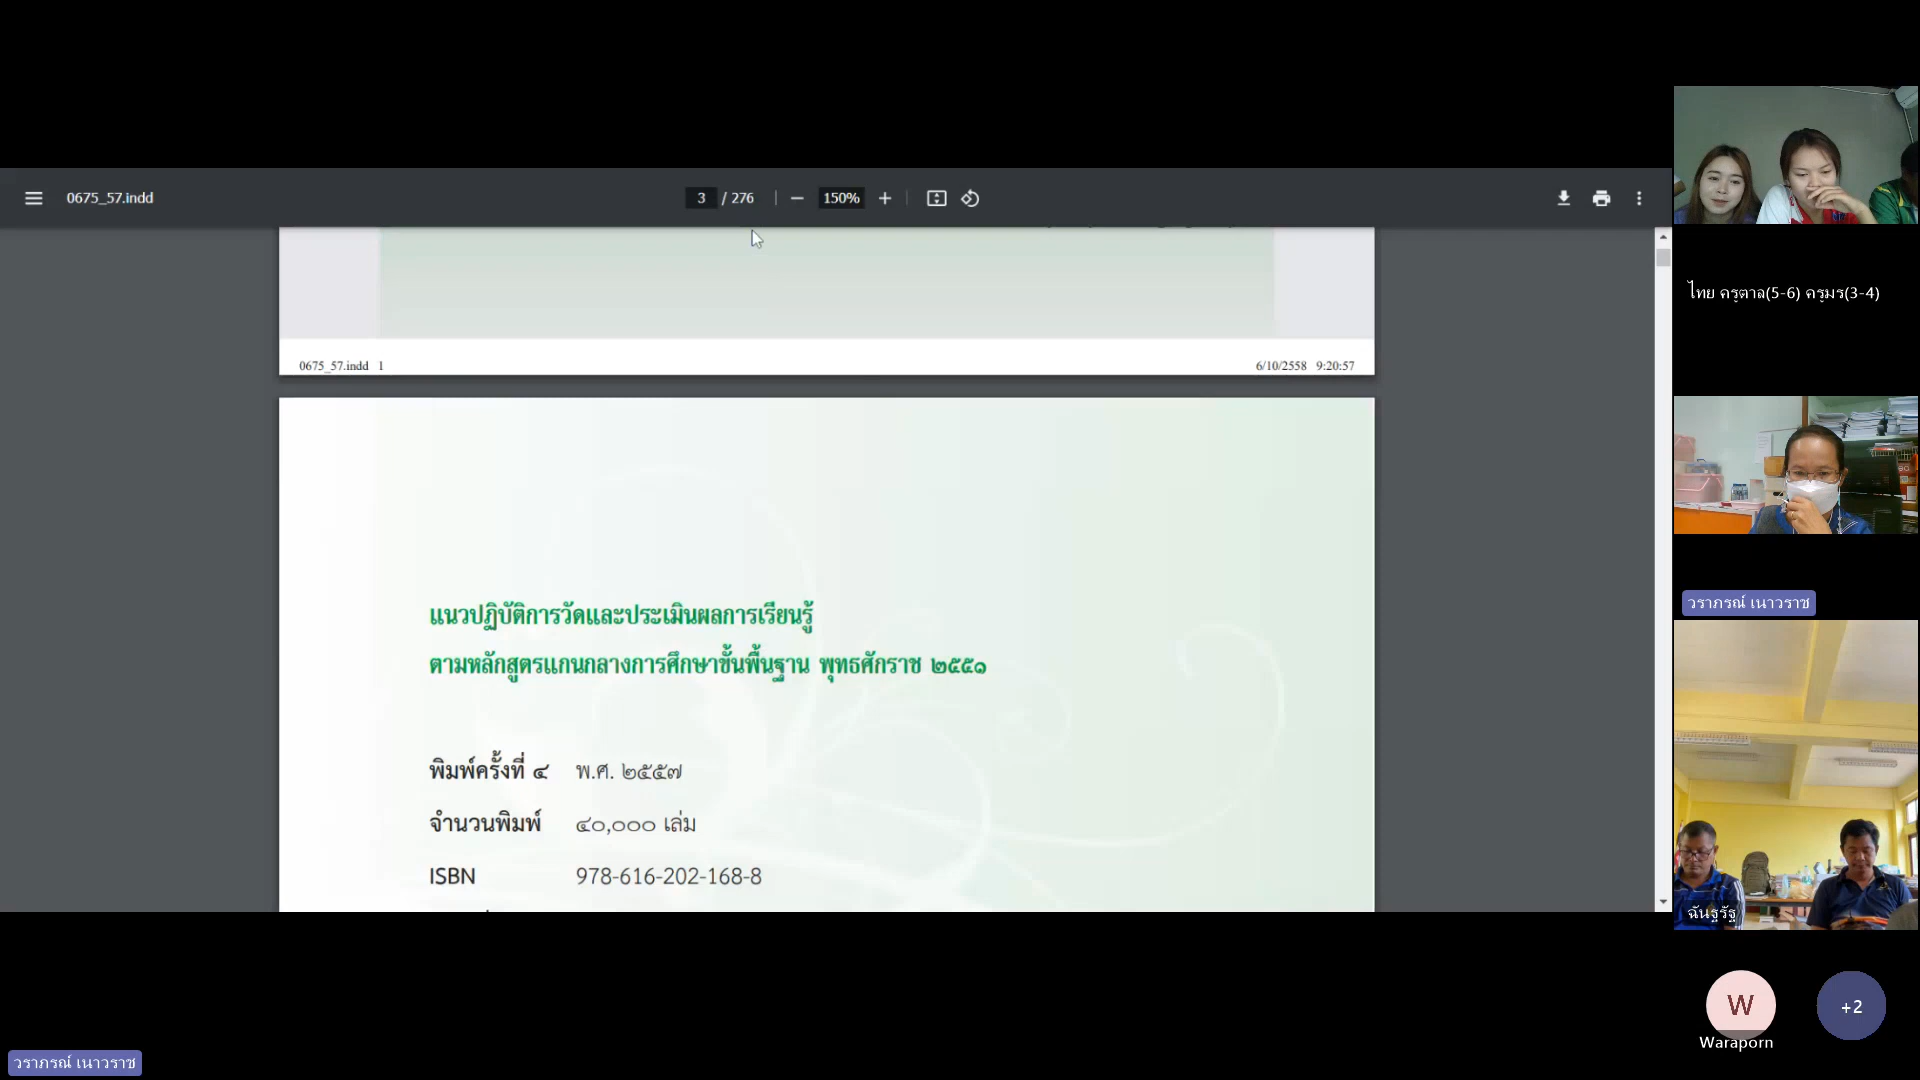 0675_57.indd
3 / 276
150%
0675_57.indd 1
6/10/2558 9:20:57
แนวปฏิบัติการวัดและประเมินผลการเรียนรู้
ตามหลักสูตรแกนกลางการศึกษาขั้นพื้นฐาน พุทธศักราช ๒๕๕๑
พิมพ์ครั้งที่ ๔ พ.ศ. ๒๕๕๗
จำนวนพิมพ์ ๔๐,๐๐๐ เล่ม
ISBN 978-616-202-168-8
ไทย ครูตาล(5-6) ครูมร(3-4)
วราภรณ์ เนาวราช
ฉันฐรัฐ
W
Waraporn
+2
วราภรณ์ เนาวราช